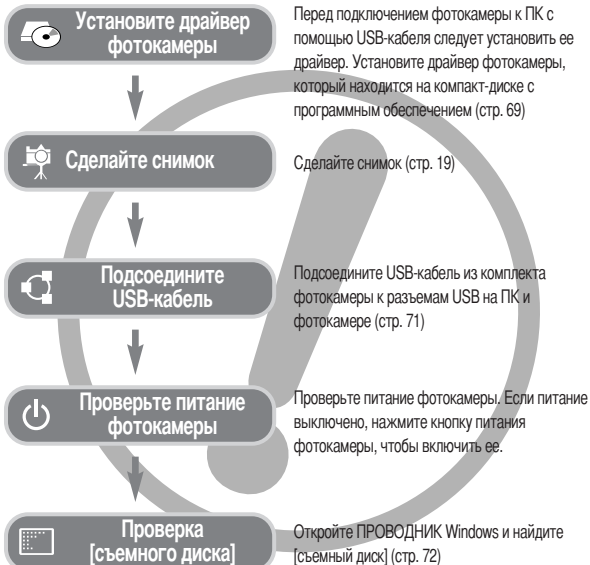 Установите драйвер
фотокамеры
Перед подключением фотокамеры к ПК с
помощью USB-кабеля следует установить ее
драйвер. Установите драйвер фотокамеры,
который находится на компакт-диске с
программным обеспечением (стр. 69)
Сделайте снимок
Сделайте снимок (стр. 19)
Подсоедините
USB-кабель
Подсоедините USB-кабель из комплекта
фотокамеры к разъемам USB на ПК и
фотокамере (стр. 71)
Проверьте питание
фотокамеры
Проверьте питание фотокамеры. Если питание
выключено, нажмите кнопку питания
фотокамеры, чтобы включить ее.
Проверка
[съемного диска]
Откройте ПРОВОДНИК Windows и найдите
[съемный диск] (стр. 72)